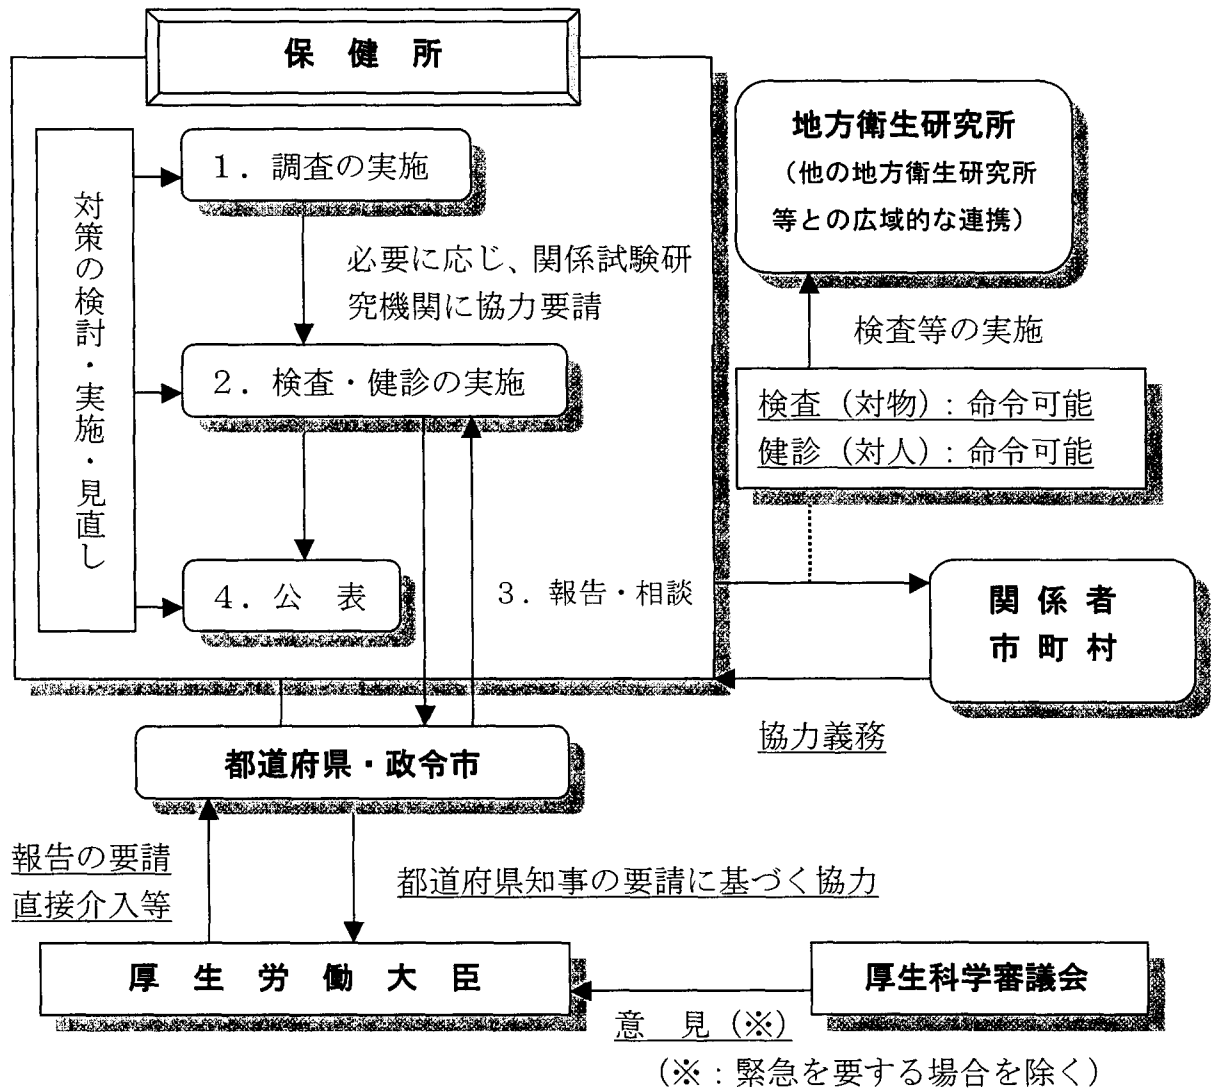 保 健 所
対策の検討・実施・見直し
１．調査の実施
必要に応じ、関係試験研
究機関に協力要請
２．検査・健診の実施
４．公　表
３．報告・相談
地方衛生研究所
（他の地方衛生研究所
等との広域的な連携）
検査等の実施
検査（対物）：命令可能
健診（対人）：命令可能
関 係 者
市 町 村
協力義務
都道府県・政令市
報告の要請
直接介入等
都道府県知事の要請に基づく協力
厚 生 労 働 大 臣
厚生科学審議会
意　見（※）
（※：緊急を要する場合を除く）